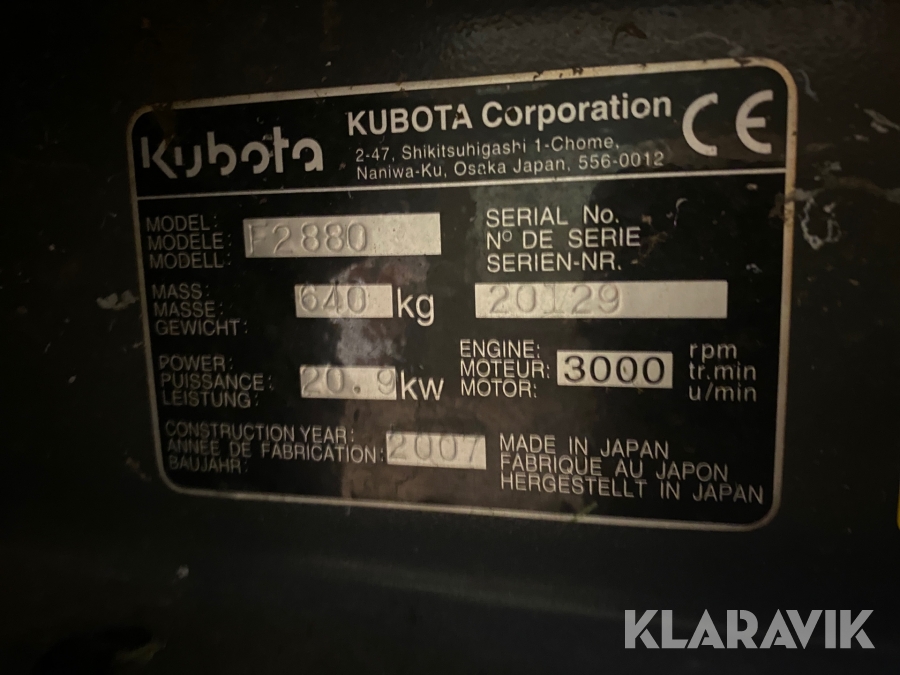 Kubota
KUBOTA Corporation
2-47, Shikitsuhigashi 1-Chome,
Naniwa-Ku, Osaka Japan, 556-0012
CE
MODEL:
MODÈLE:
MODELL:
F2880
SERIAL No.
Nº DE SERIE
SERIEN-NR.
20129
MASS:
MASSE:
GEWICHT:
640 kg
POWER:
PUISSANCE:
LEISTUNG:
20.9 kw
ENGINE:
MOTEUR:
MOTOR:
3000
rpm
tr.min
u/min
CONSTRUCTION YEAR:
ANNÉE DE FABRICATION:
BAUJAHR:
2007
MADE IN JAPAN
FABRIQUE AU JAPON
HERGESTELLT IN JAPAN
KLARAVIK